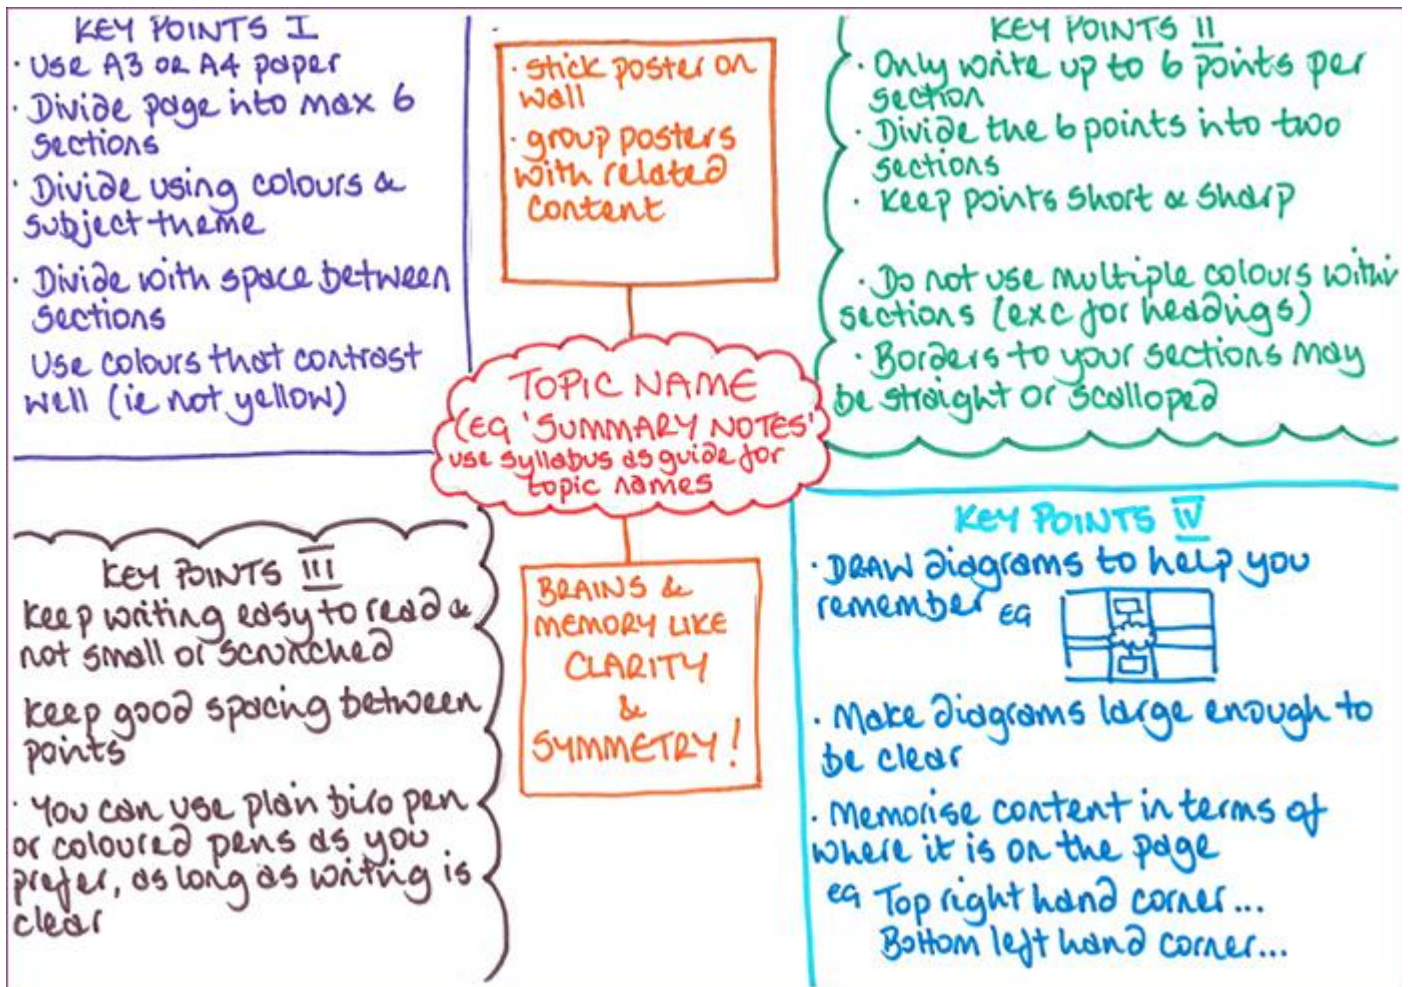 KEY POINTS I
· Use A3 or A4 paper
· Divide page into max 6
sections
· Divide using colours &
subject theme
· Divide with space between
sections
Use colours that contrast
well (ie not yellow)
· stick poster on
wall
· group posters
with related
content
KEY POINTS II
· Only write up to 6 points per
section
· Divide the 6 points into two
sections
· Keep points short & sharp
· Do not use multiple colours within
sections (exc for headings)
· Borders to your sections may
be straight or scalloped
TOPIC NAME
(EG 'SUMMARY NOTES'
use syllabus as guide for
topic names
KEY POINTS III
Keep writing easy to read &
not small or scrunched
Keep good spacing between
points
· You can use plain biro pen
or coloured pens as you
prefer, as long as writing is
clear
BRAINS &
MEMORY LIKE
CLARITY
&
SYMMETRY!
KEY POINTS IV
· DRAW diagrams to help you
remember EG
· Make diagrams large enough to
be clear
· Memorise content in terms of
where it is on the page
EG Top right hand corner...
Bottom left hand corner...